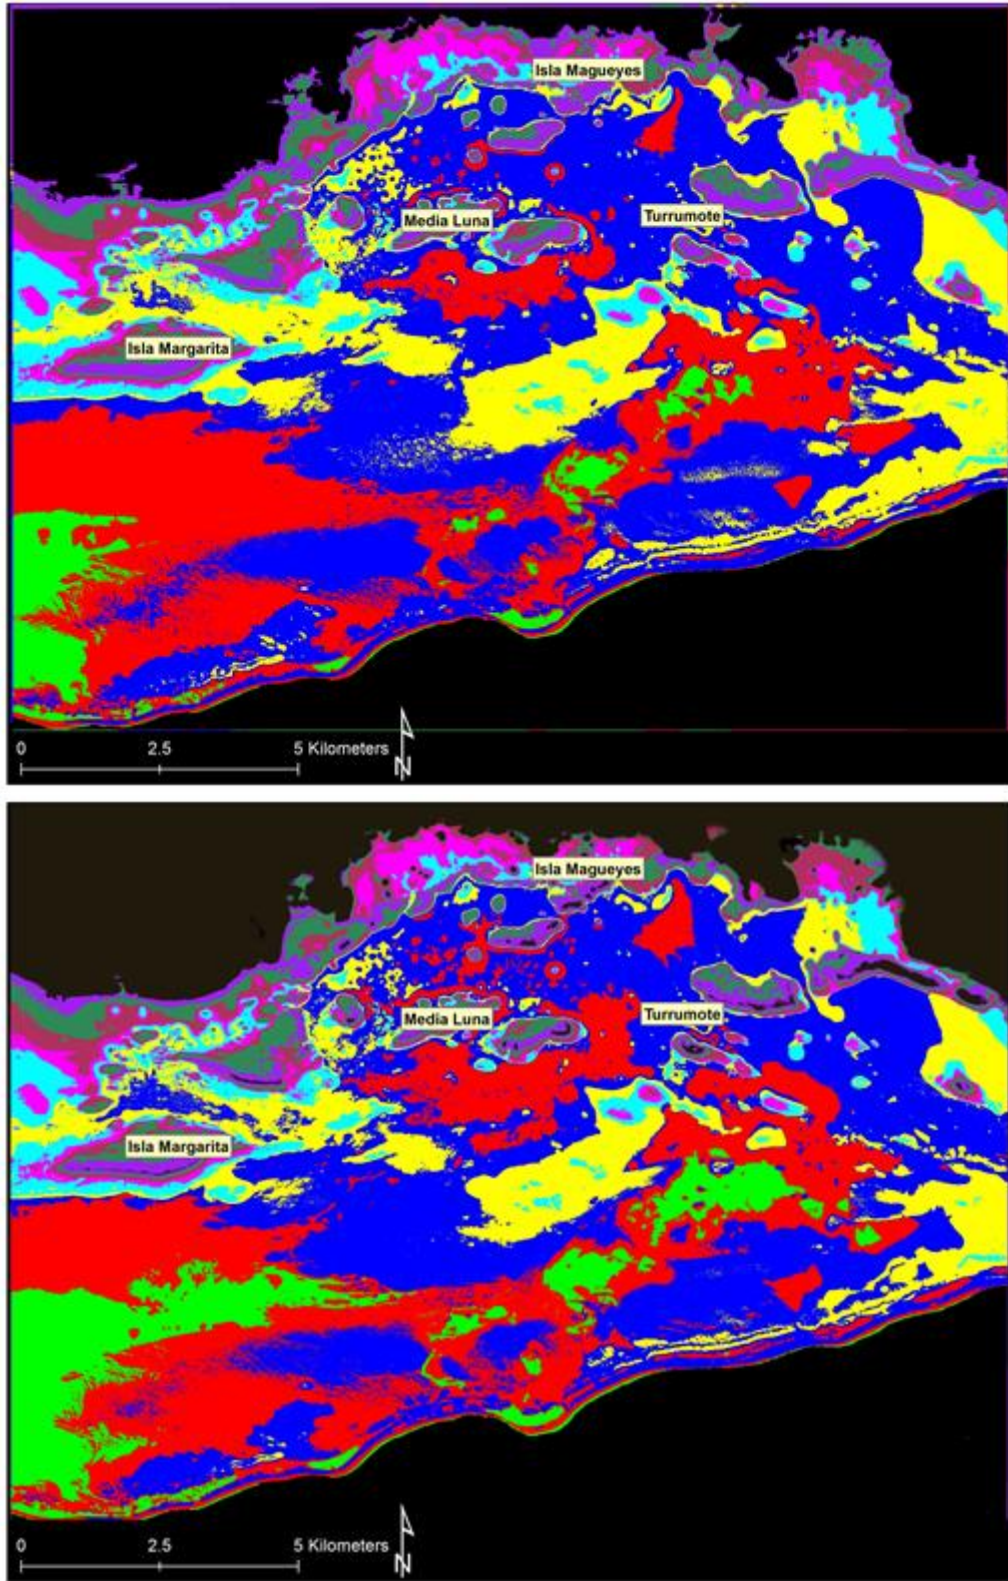 Isla Magueyes
Media Luna
Turrumote
Isla Margarita
0 2.5 5 Kilometers
N
Isla Magueyes
Media Luna
Turrumote
Isla Margarita
0 2.5 5 Kilometers
N